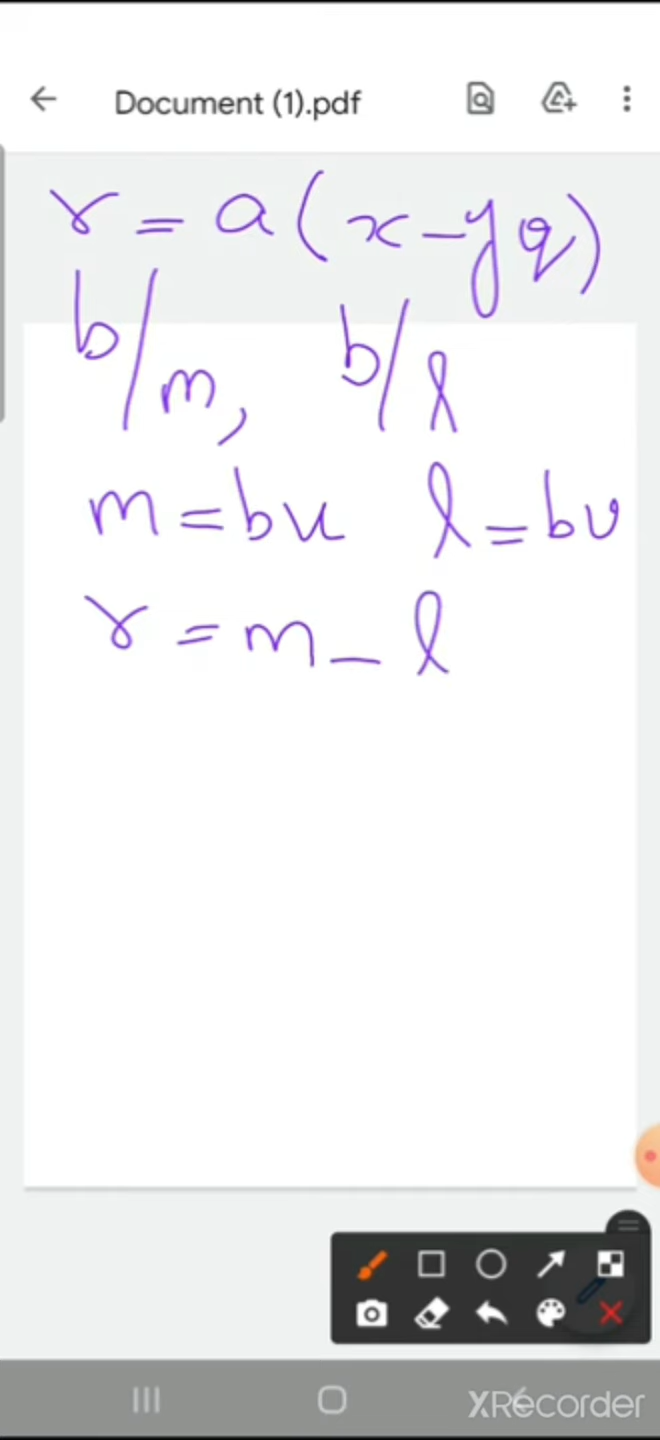 Document (1).pdf
r = a(x-yq)
b/m, b/l
m = bu l = bv
r = m - l
XRecorder